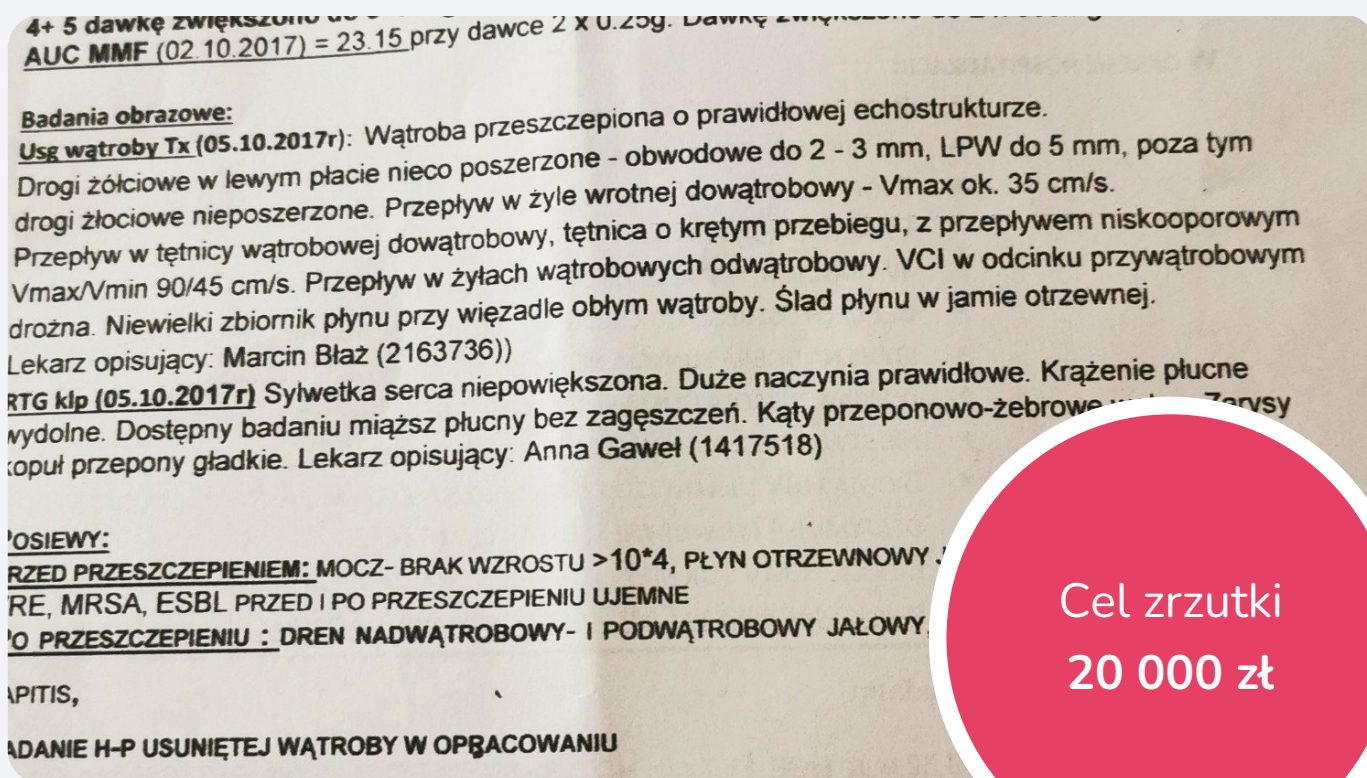 4+ 5 dawkę zwiększono do
AUC MMF (02.10.2017) = 23.15 przy dawce 2 x 0.25g. Dawkę
Badania obrazowe:
Usg wątroby Tx (05.10.2017r): Wątroba przeszczepiona o prawidłowej echostrukturze.
Drogi żółciowe w lewym płacie nieco poszerzone - obwodowe do 2 - 3 mm, LPW do 5 mm, poza tym
drogi żłociowe nieposzerzone. Przepływ w żyle wrotnej dowątrobowy - Vmax ok. 35 cm/s.
Przepływ w tętnicy wątrobowej dowątrobowy, tętnica o krętym przebiegu, z przepływem niskooporowym
Vmax/Vmin 90/45 cm/s. Przepływ w żyłach wątrobowych odwątrobowy. VCI w odcinku przywątrobowym
drożna. Niewielki zbiornik płynu przy więzadle obłym wątroby. Ślad płynu w jamie otrzewnej.
Lekarz opisujący: Marcin Błaż (2163736))
RTG klp (05.10.2017r) Sylwetka serca niepowiększona. Duże naczynia prawidłowe. Krążenie płucne
wydolne. Dostępny badaniu miąższ płucny bez zagęszczeń. Kąty przeponowo-żebrowe Zarysy
kopuł przepony gładkie. Lekarz opisujący: Anna Gaweł (1417518)
POSIEWY:
RZED PRZESZCZEPIENIEM: MOCZ- BRAK WZROSTU >10*4, PŁYN OTRZEWNOWY
RE, MRSA, ESBL PRZED I PO PRZESZCZEPIENIU UJEMNE
PO PRZESZCZEPIENIU : DREN NADWĄTROBOWY- I PODWĄTROBOWY JAŁOWY,
APITIS,
ADANIE H-P USUNIĘTEJ WĄTROBY W OPRACOWANIU
Cel zrzutki
20 000 zł